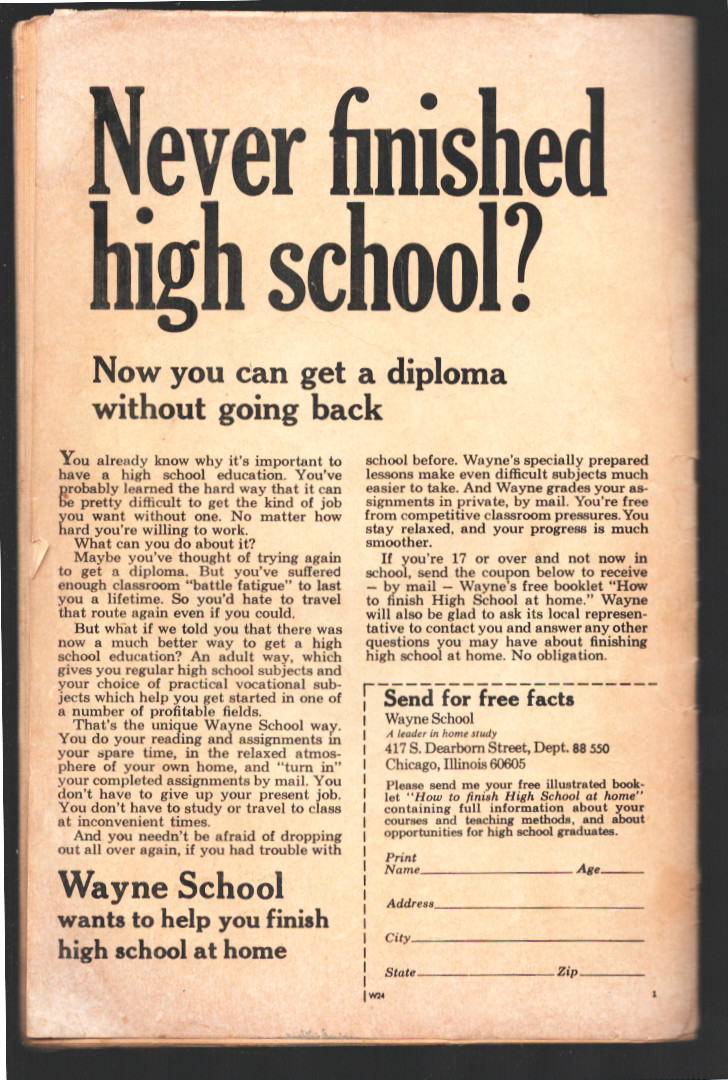 Never finished
high school?
Now you can get a diploma
without going back
You already know why it's important to
have a high school education. You've
probably learned the hard way that it can
be pretty difficult to get the kind of job
you want without one. No matter how
hard you're willing to work.
What can you do about it?
Maybe you've thought of trying again
to get a diploma. But you've suffered
enough classroom "battle fatigue" to last
you a lifetime. So you'd hate to travel
that route again even if you could.
But what if we told you that there was
now a much better way to get a high
school education? An adult way, which
gives you regular high school subjects and
your choice of practical vocational sub-
jects which help you get started in one of
a number of profitable fields.
That's the unique Wayne School way.
You do your reading and assignments in
your spare time, in the relaxed atmos-
phere of your own home, and "turn in"
your completed assignments by mail. You
don't have to give up your present job.
You don't have to study or travel to class
at inconvenient times.
And you needn't be afraid of dropping
out all over again, if you had trouble with
school before. Wayne's specially prepared
lessons make even difficult subjects much
easier to take. And Wayne grades your as-
signments in private, by mail. You're free
from competitive classroom pressures. You
stay relaxed, and your progress is much
smoother.
If you're 17 or over and not now in
school, send the coupon below to receive
— by mail — Wayne's free booklet "How
to finish High School at home." Wayne
will also be glad to ask its local represen-
tative to contact you and answer any other
questions you may have about finishing
high school at home. No obligation.
Wayne School
wants to help you finish
high school at home
Send for free facts
Wayne School
A leader in home study
417 S. Dearborn Street, Dept. 88 550
Chicago, Illinois 60605
Please send me your free illustrated book-
let "How to finish High School at home"
containing full information about your
courses and teaching methods, and about
opportunities for high school graduates.
Print
Name Age
Address
City
State Zip
W24 1